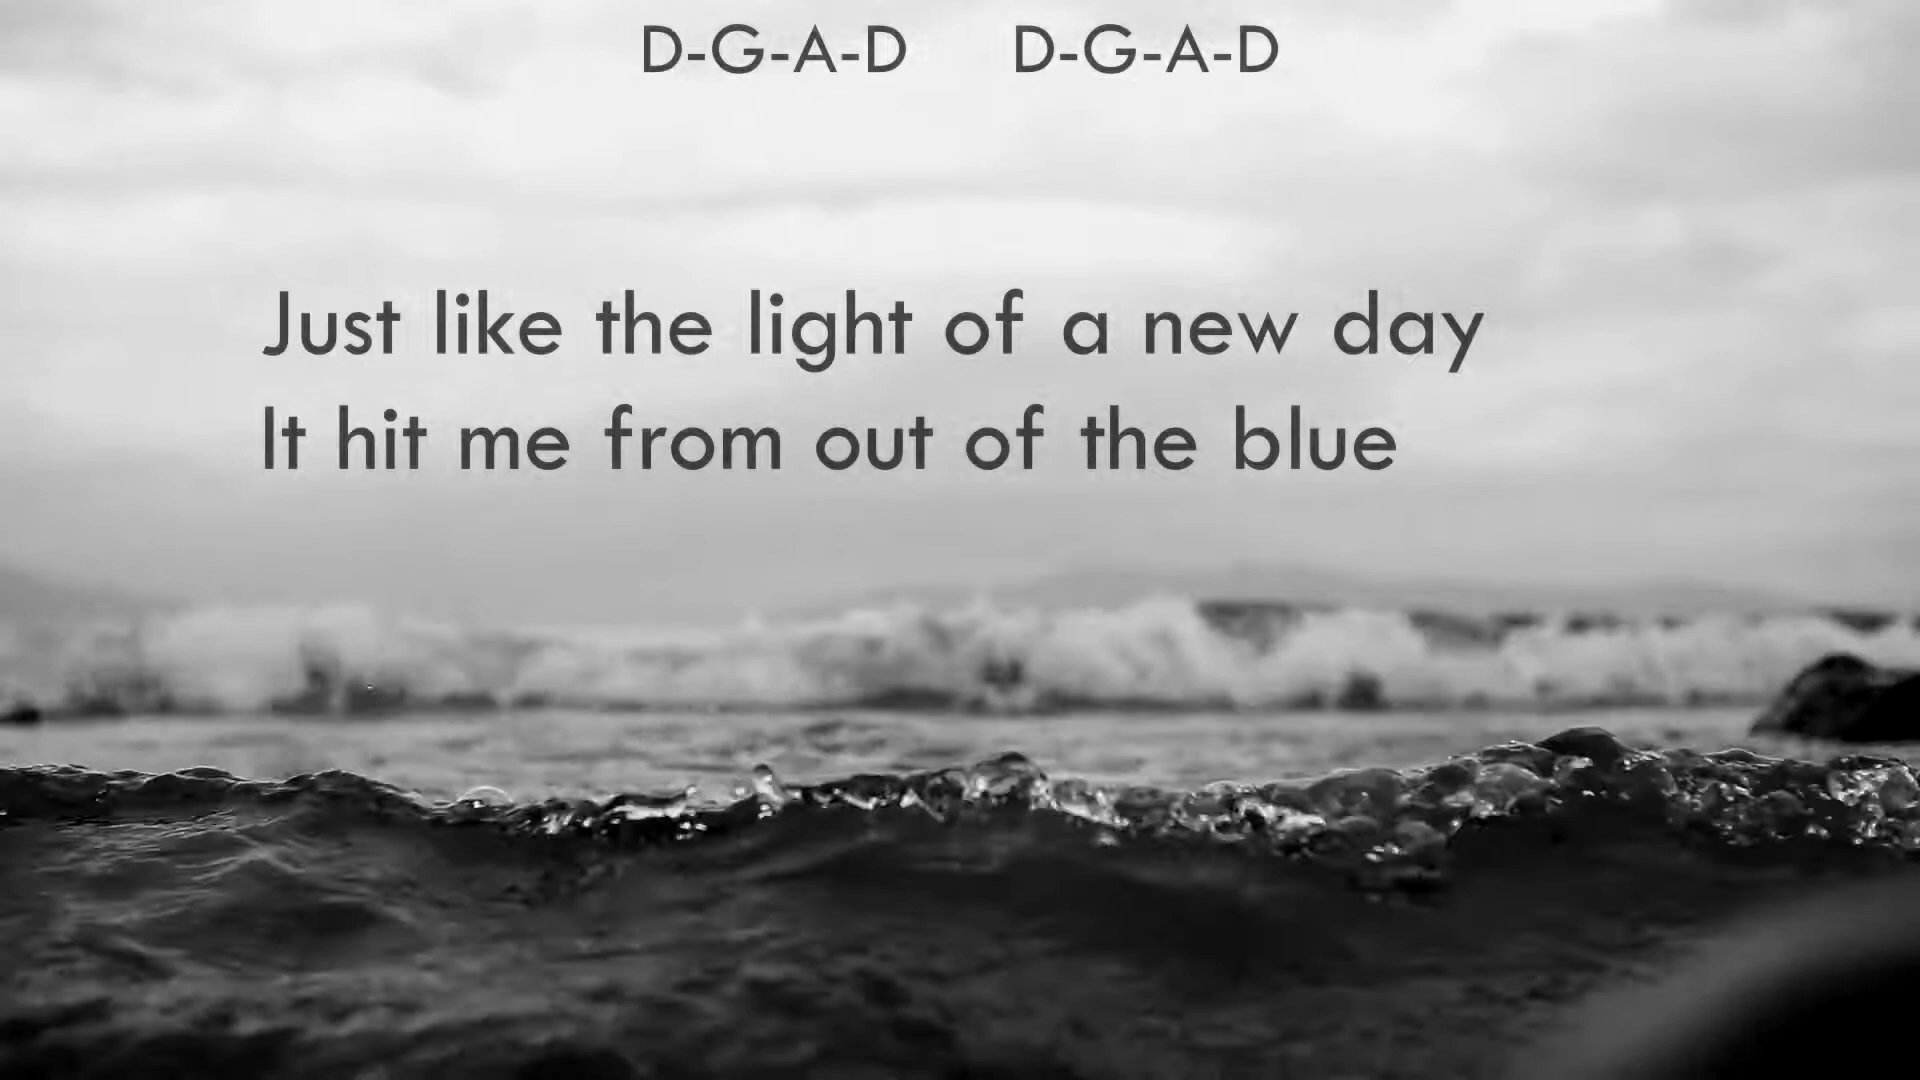 D-G-A-D D-G-A-D
Just like the light of a new day
It hit me from out of the blue